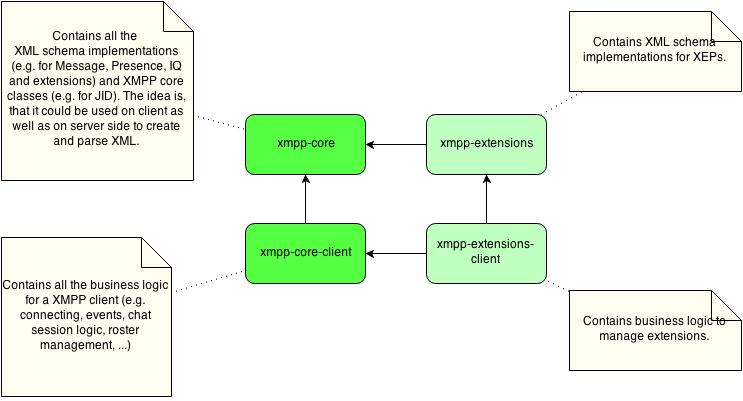 Contains all the
XML schema implementations
(e.g. for Message, Presence, IQ
and extensions) and XMPP core
classes (e.g. for JID). The idea is,
that it could be used on client as
well as on server side to create
and parse XML.
Contains XML schema
implementations for XEPs.
xmpp-core
xmpp-extensions
xmpp-core-client
xmpp-extensions-
client
Contains all the business logic
for a XMPP client (e.g.
connecting, events, chat
session logic, roster
management, ...)
Contains business logic to
manage extensions.